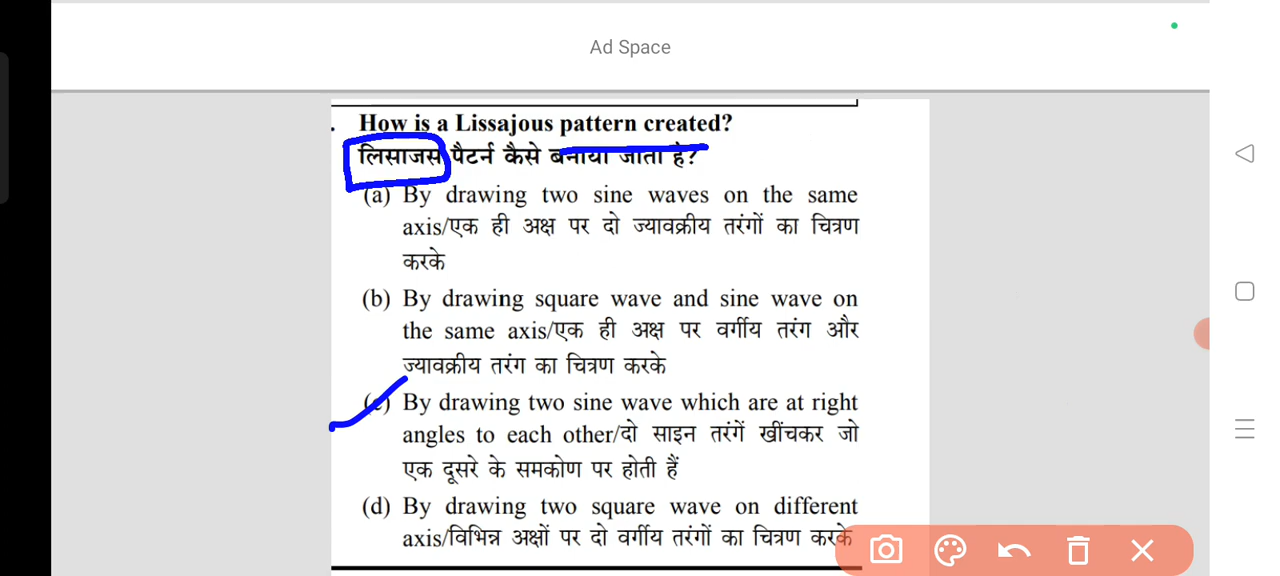 Ad Space
. How is a Lissajous pattern created?
लिसाजस पैटर्न कैसे बनाया जाता है?
(a) By drawing two sine waves on the same
axis/एक ही अक्ष पर दो ज्यावक्रीय तरंगों का चित्रण
करके
(b) By drawing square wave and sine wave on
the same axis/एक ही अक्ष पर वर्गीय तरंग और
ज्यावक्रीय तरंग का चित्रण करके
(c) By drawing two sine wave which are at right
angles to each other/दो साइन तरंगें खींचकर जो
एक दूसरे के समकोण पर होती हैं
(d) By drawing two square wave on different
axis/विभिन्न अक्षों पर दो वर्गीय तरंगों का चित्रण करके